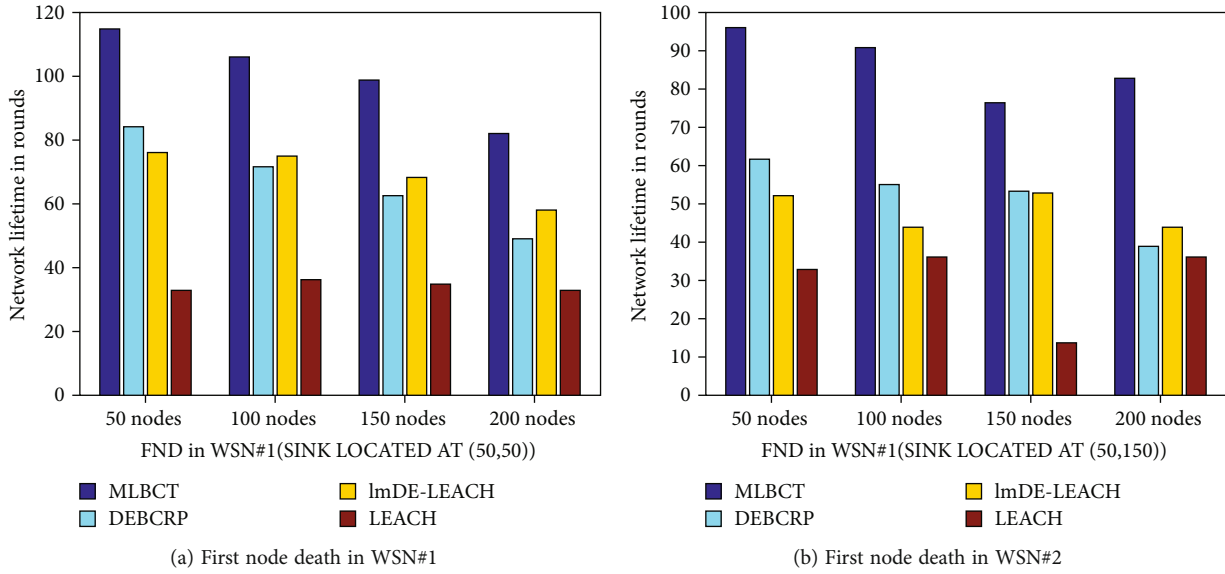 120
100
80
60
40
20
0
Network lifetime in rounds
50 nodes
100 nodes
150 nodes
200 nodes
FND in WSN#1(SINK LOCATED AT (50,50))
MLBCT
lmDE-LEACH
DEBCRP
LEACH
(a) First node death in WSN#1
100
90
80
70
60
50
40
30
20
10
0
Network lifetime in rounds
50 nodes
100 nodes
150 nodes
200 nodes
FND in WSN#1(SINK LOCATED AT (50,150))
MLBCT
lmDE-LEACH
DEBCRP
LEACH
(b) First node death in WSN#2